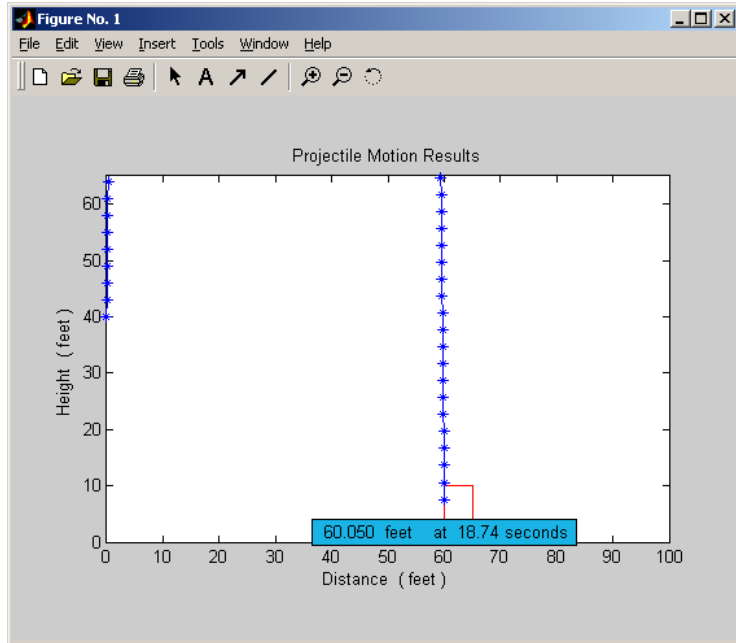 Figure No. 1
File Edit View Insert Tools Window Help
A
Projectile Motion Results
Height (feet)
60
50
40
30
20
10
0
60.050 feet at 18.74 seconds
0 10 20 30 40 50 60 70 80 90 100
Distance (feet)